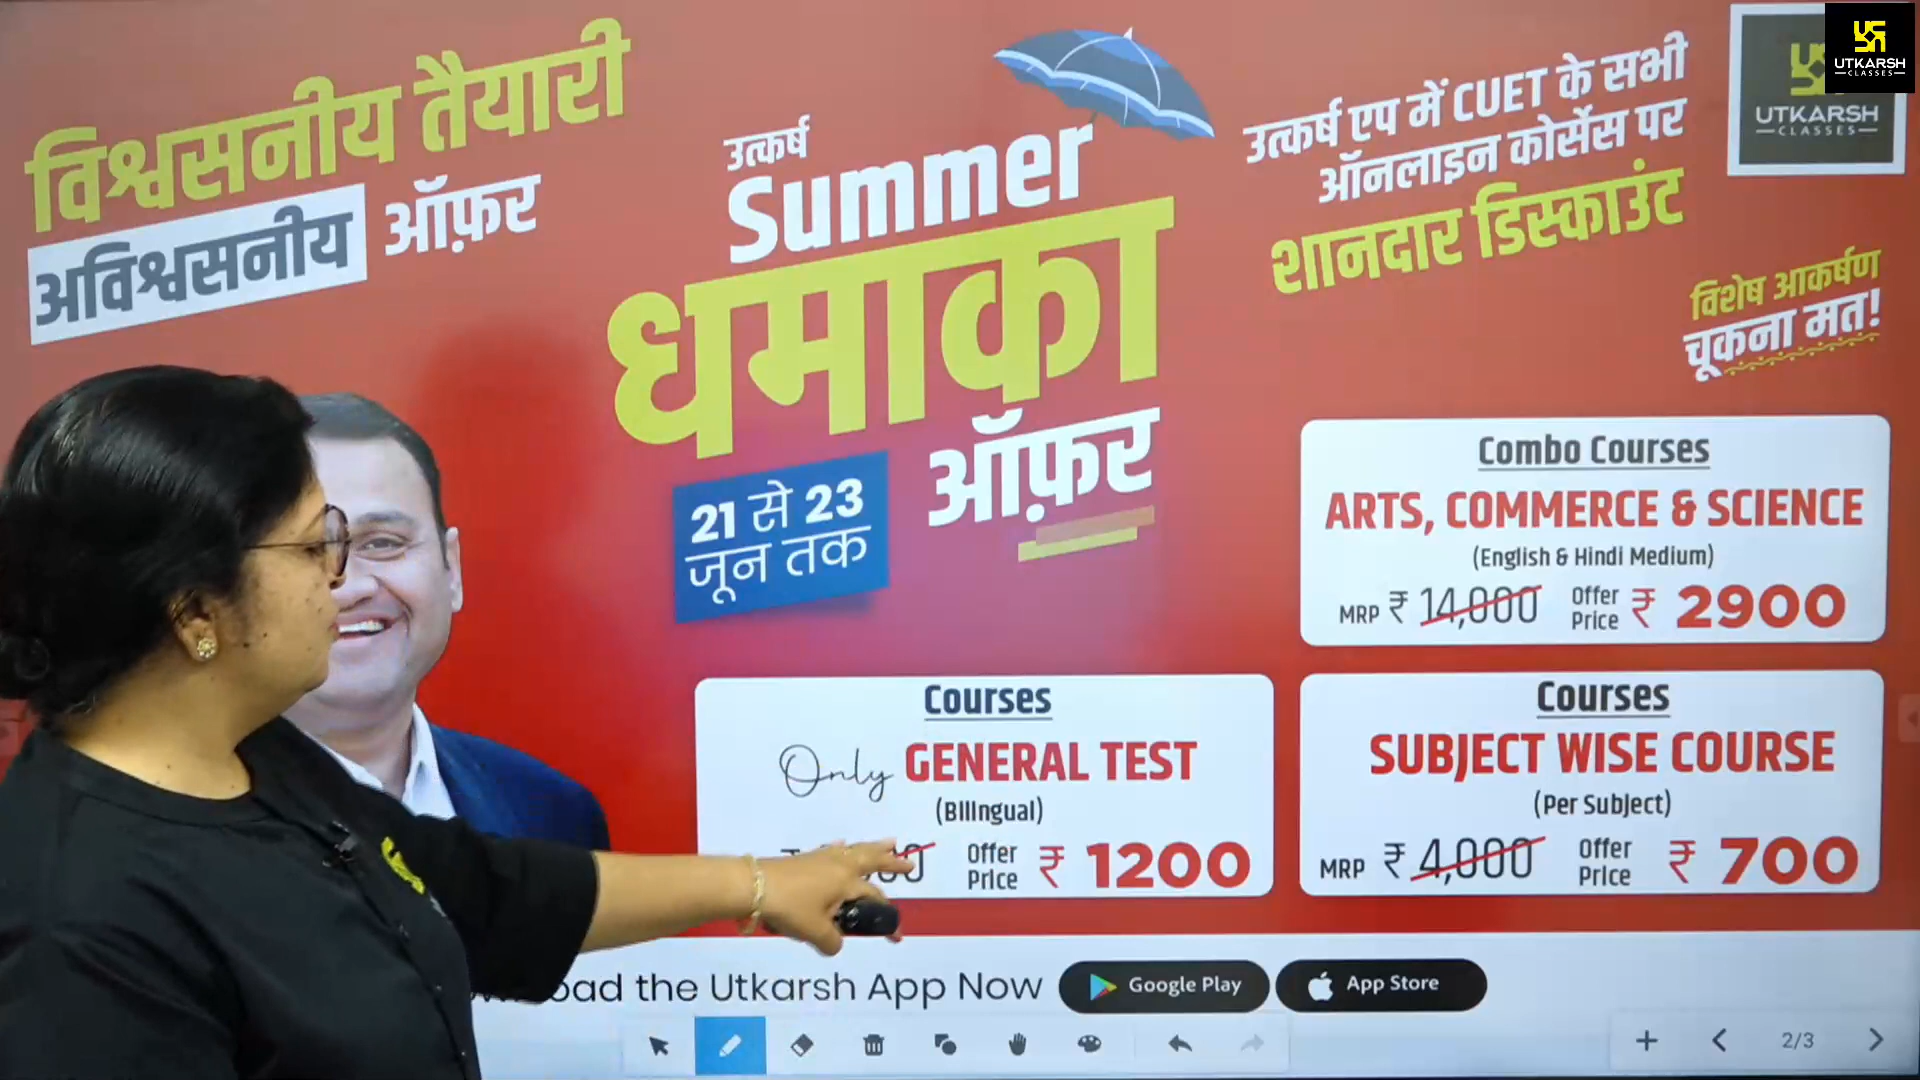 विश्वसनीय तैयारी
अविश्वसनीय ऑफ़र
उत्कर्ष
Summer
धमाका
ऑफ़र
21 से 23
जून तक
उत्कर्ष एप में CUET के सभी
ऑनलाइन कोर्सेस पर
शानदार डिस्काउंट
विशेष आकर्षण
चूकना मत!
UTKARSH
CLASSES
UTKARSH
CLASSES
Combo Courses
ARTS, COMMERCE & SCIENCE
(English & Hindi Medium)
MRP ₹ 14,000 Offer Price ₹ 2900
Courses
Only GENERAL TEST
(Bilingual)
Offer Price ₹ 1200
Courses
SUBJECT WISE COURSE
(Per Subject)
MRP ₹ 4,000 Offer Price ₹ 700
the Utkarsh App Now
Google Play
App Store
2/3